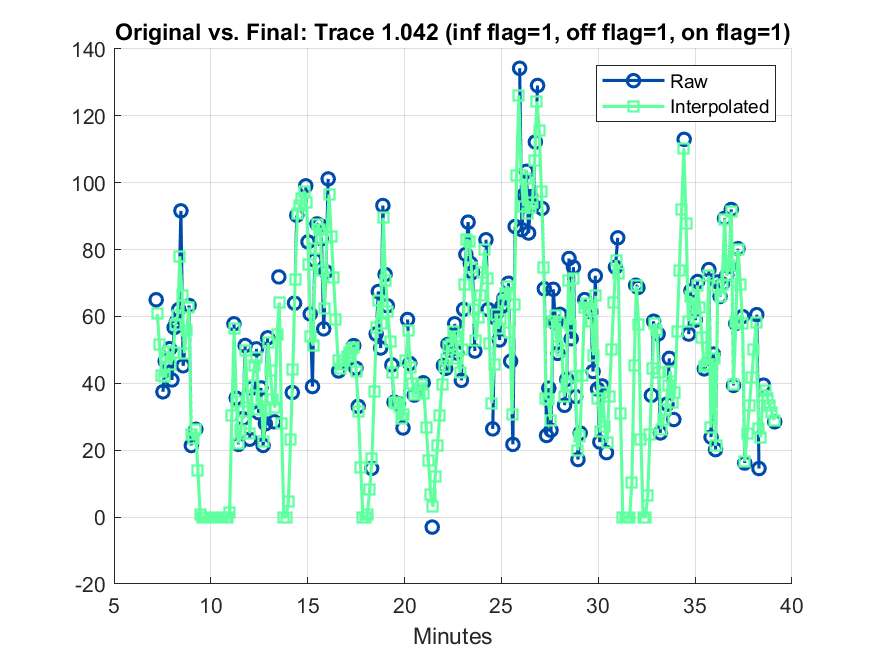 Original vs. Final: Trace 1.042 (inf flag=1, off flag=1, on flag=1)
140
120
100
80
60
40
20
0
-20
Raw
Interpolated
5 10 15 20 25 30 35 40
Minutes